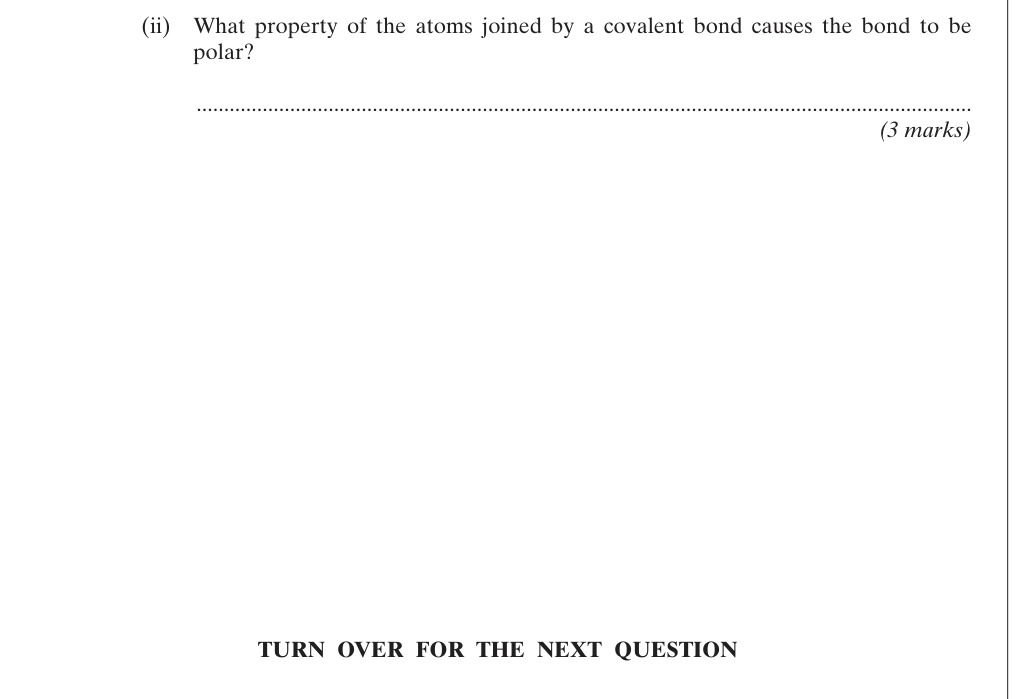 (ii) What property of the atoms joined by a covalent bond causes the bond to be
polar?
................................................................................................................................................
(3 marks)
TURN OVER FOR THE NEXT QUESTION